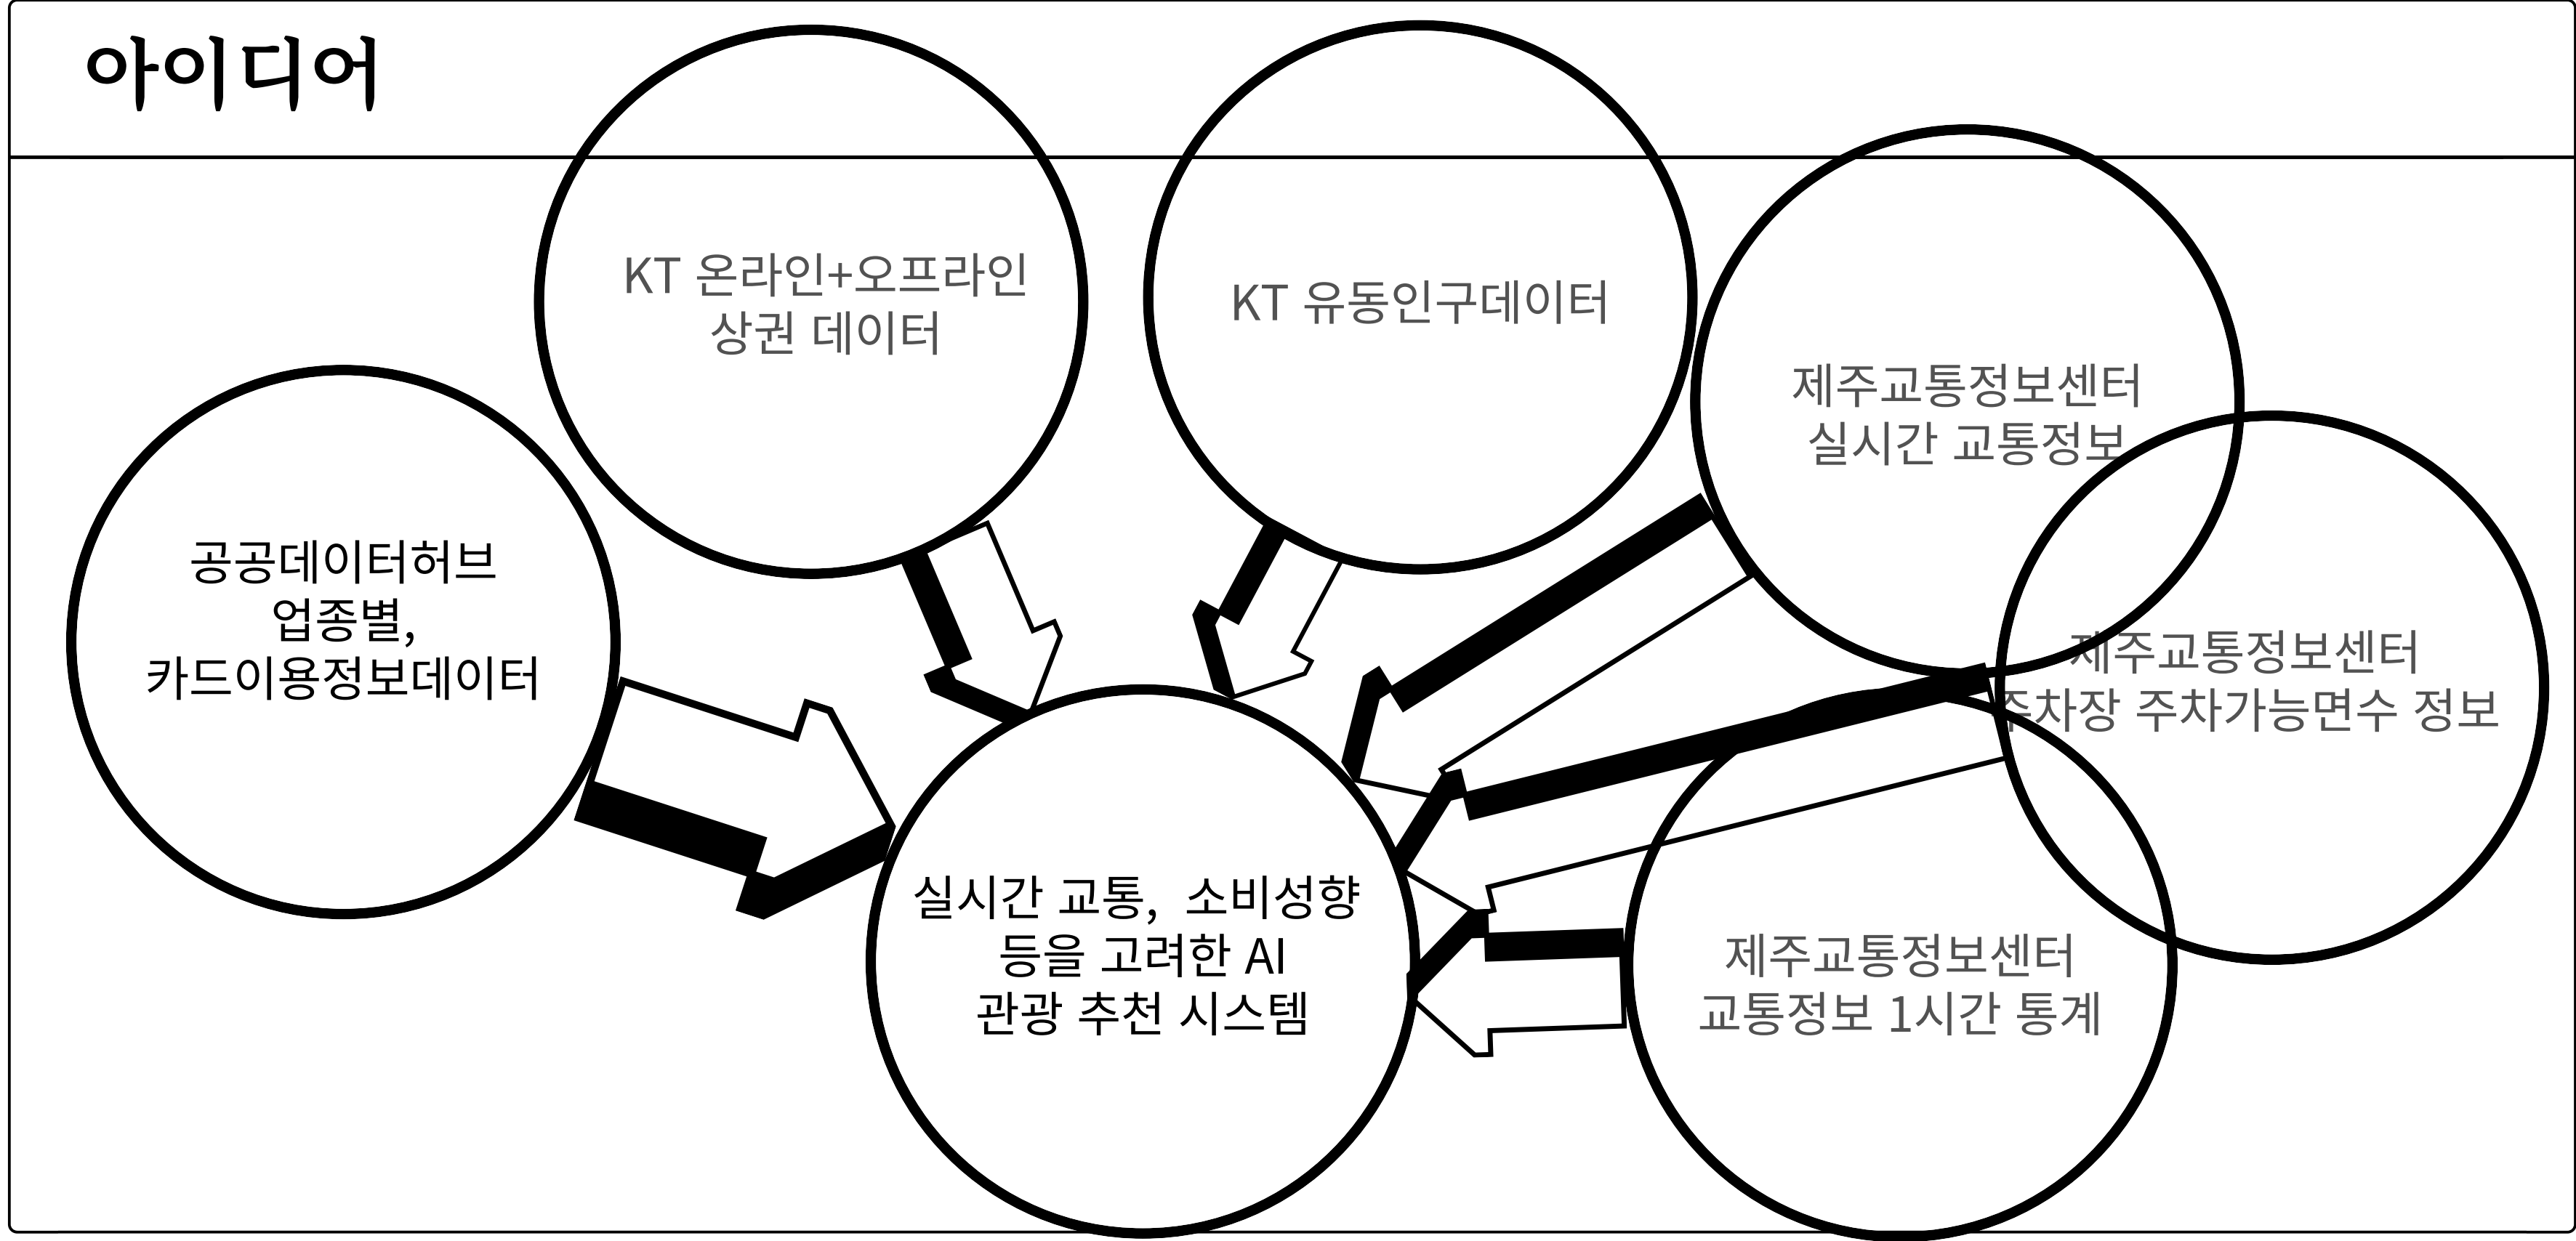 아이디어
KT 온라인+오프라인
상권 데이터
KT 유동인구데이터
제주교통정보센터
실시간 교통정보
공공데이터허브
업종별,
카드이용정보데이터
제주교통정보센터
주차장 주차가능면수 정보
실시간 교통, 소비성향
등을 고려한 AI
관광 추천 시스템
제주교통정보센터
교통정보 1시간 통계